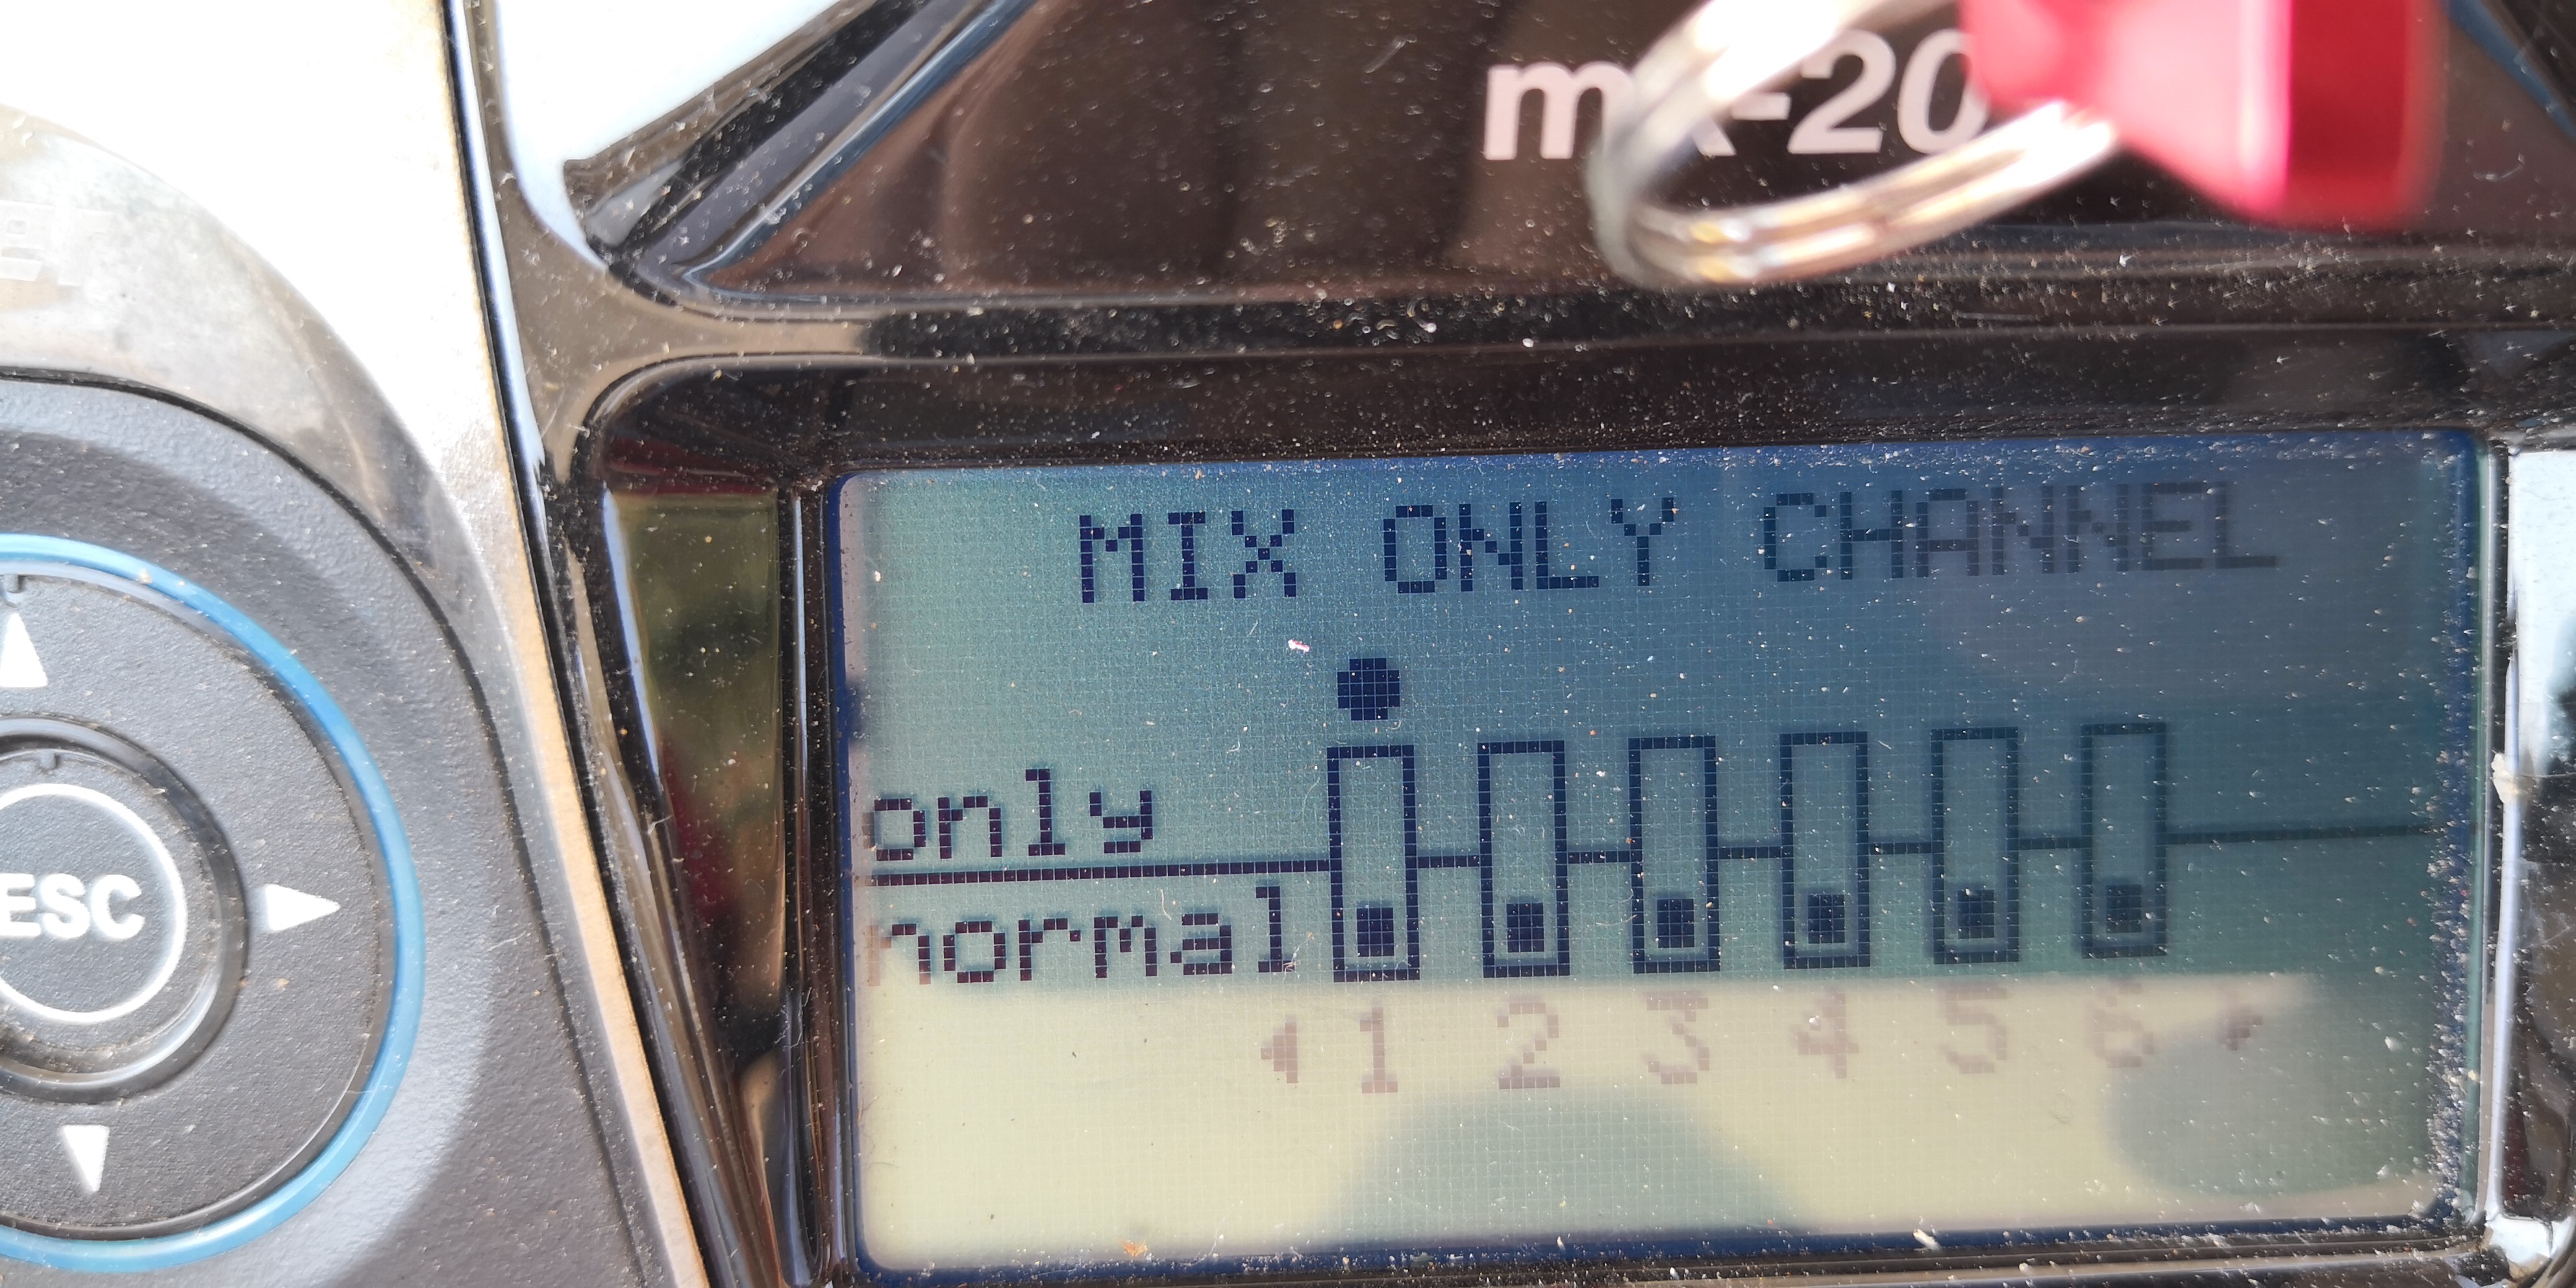 MIX ONLY CHANNEL
only
normal
1 2 3 4 5 6
ESC